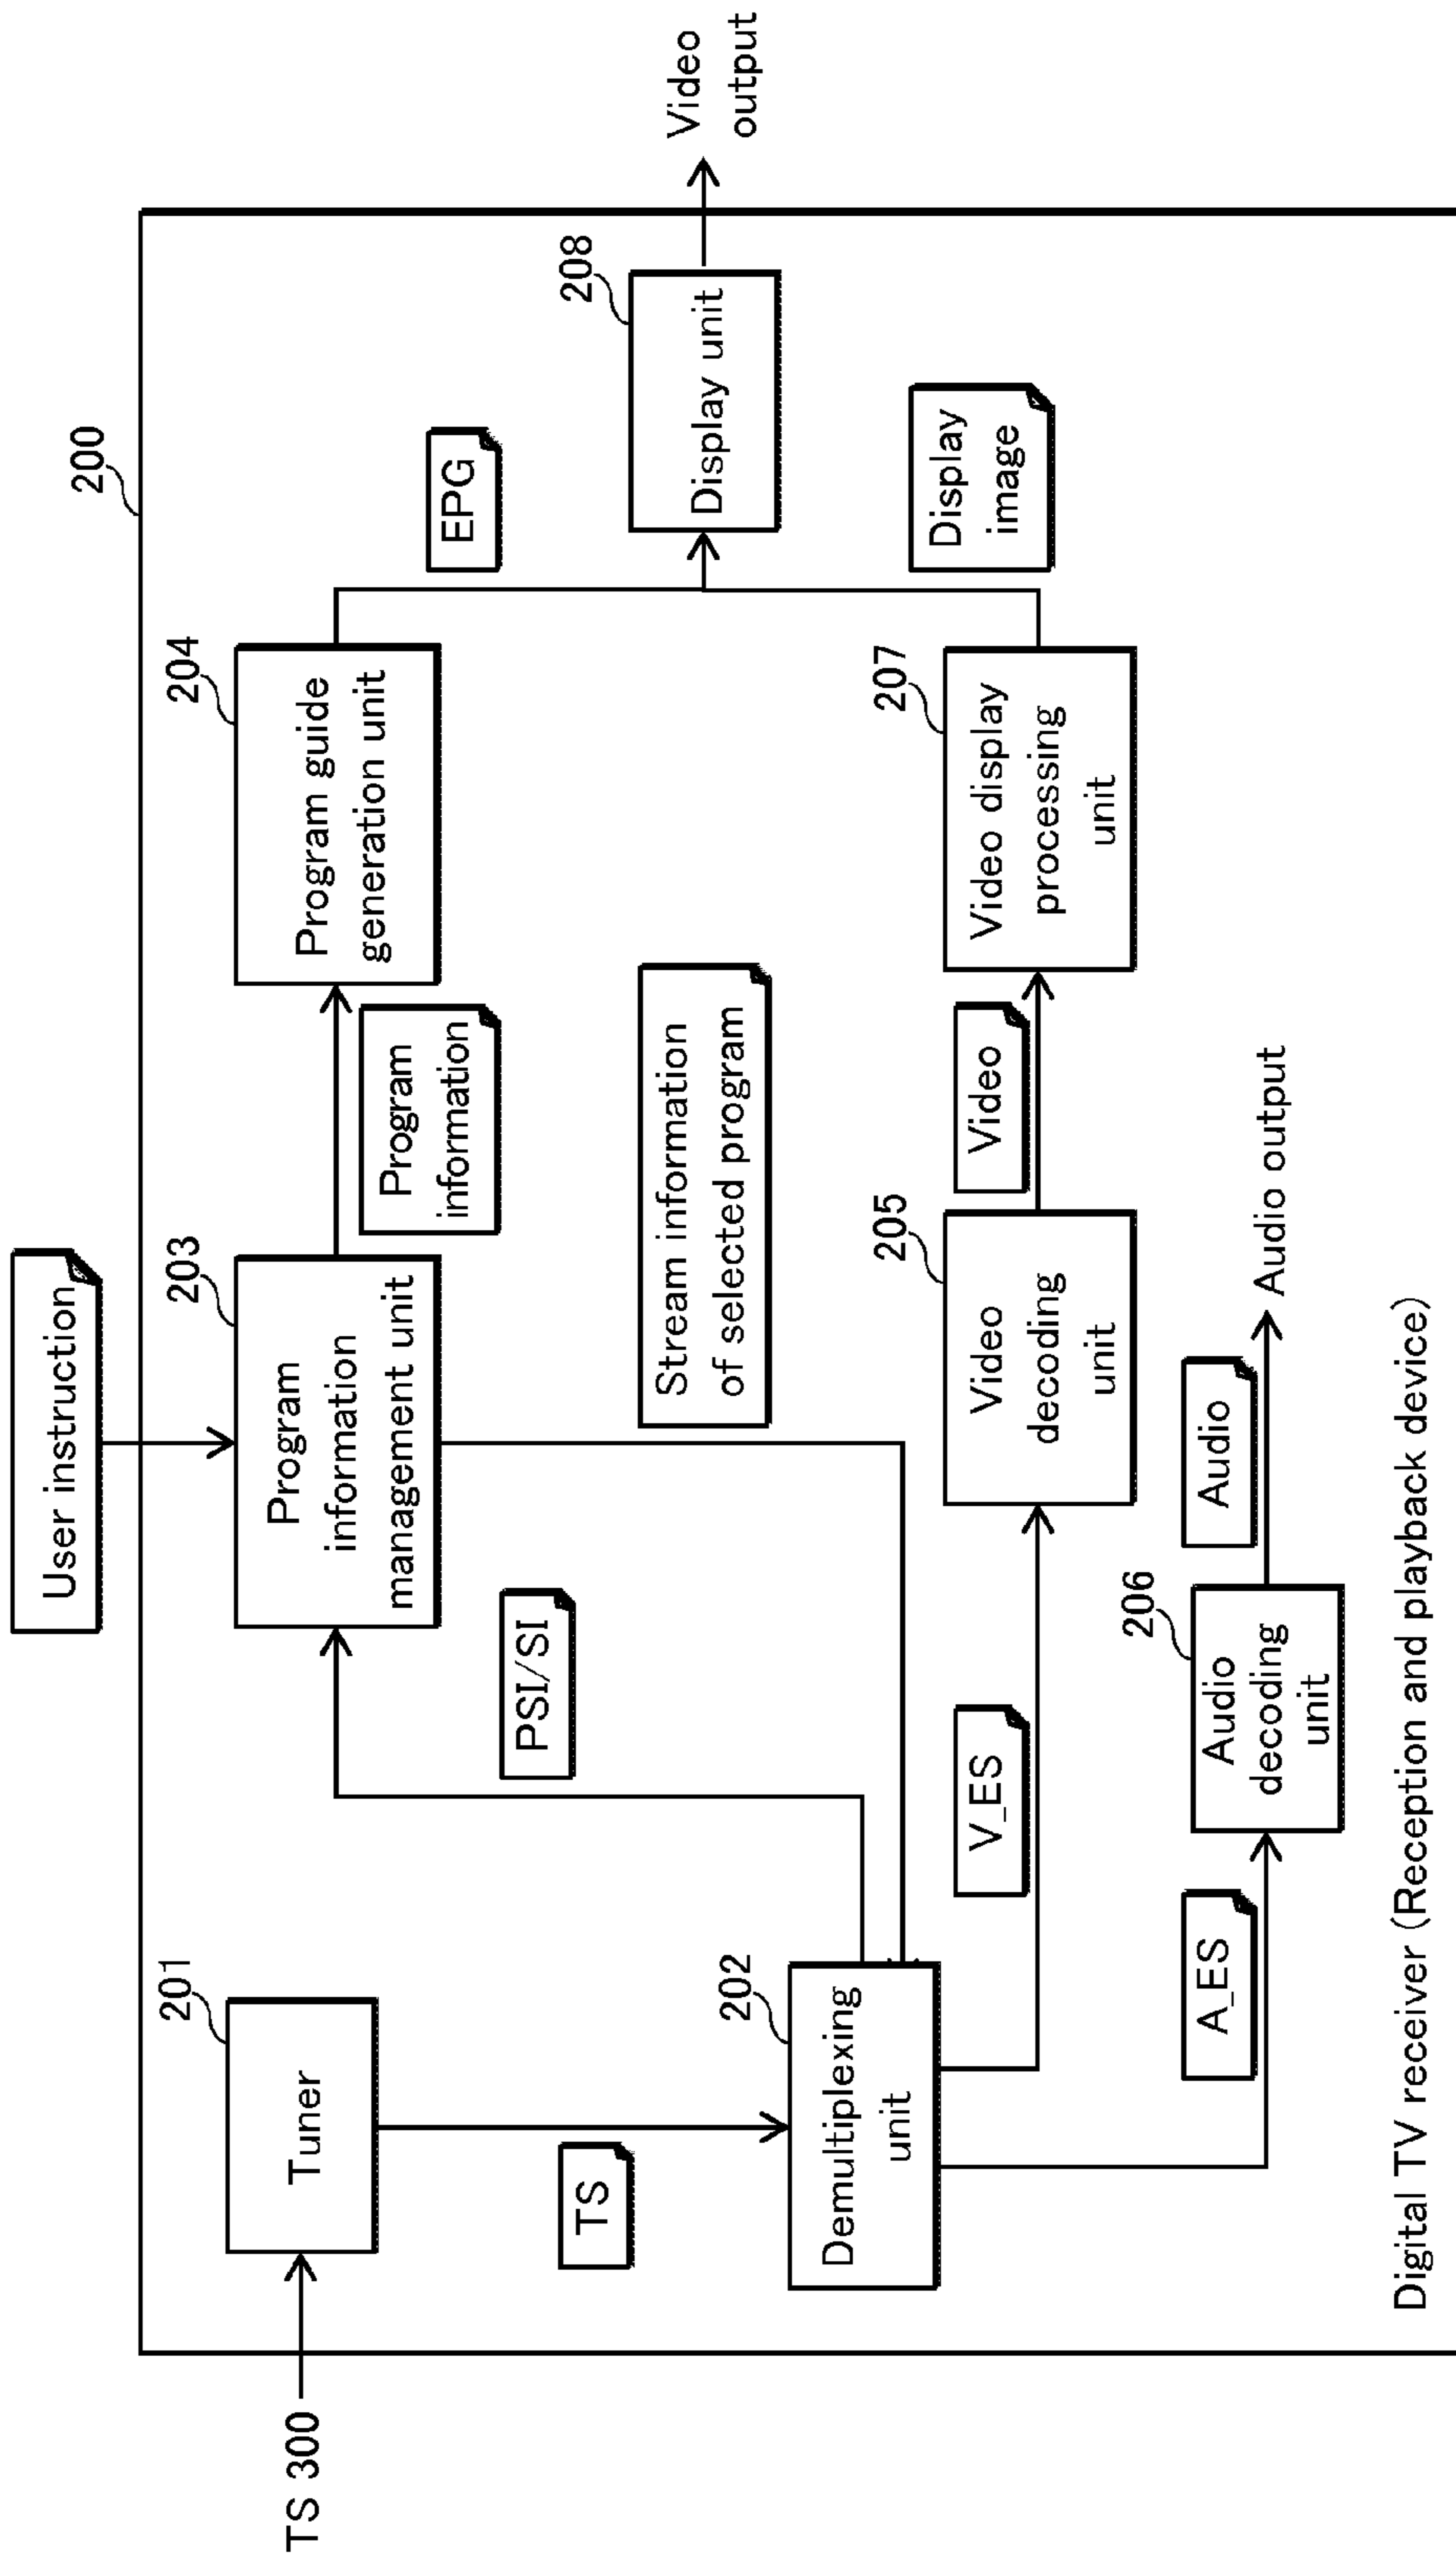 User instruction
200
201
Tuner
203
Program
information
management unit
204
Program guide
generation unit
TS 300
Program
information
EPG
PSI/SI
TS
Stream information
of selected program
208
Display unit
Video
output
202
Demultiplexing
unit
V_ES
205
Video
decoding
unit
Video
207
Video display
processing
unit
Display
image
A_ES
206
Audio
decoding
unit
Audio
Audio output
Digital TV receiver (Reception and playback device)